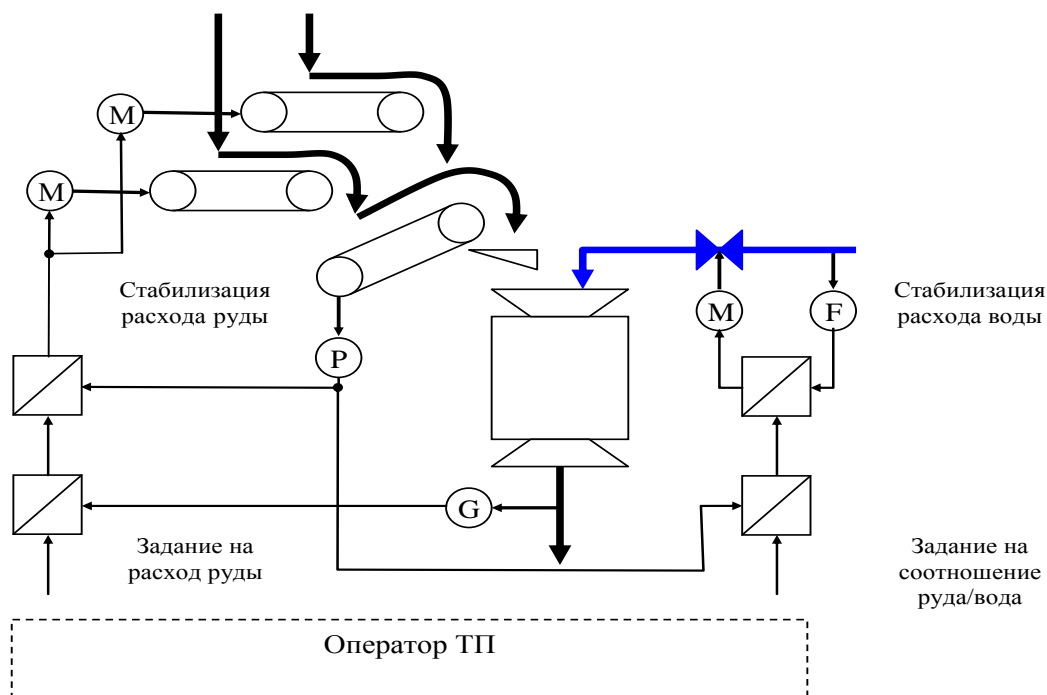 M
M
Стабилизация
расхода руды
M
F
Стабилизация
расхода воды
P
G
Задание на
расход руды
Задание на
соотношение
руда/вода
Оператор ТП